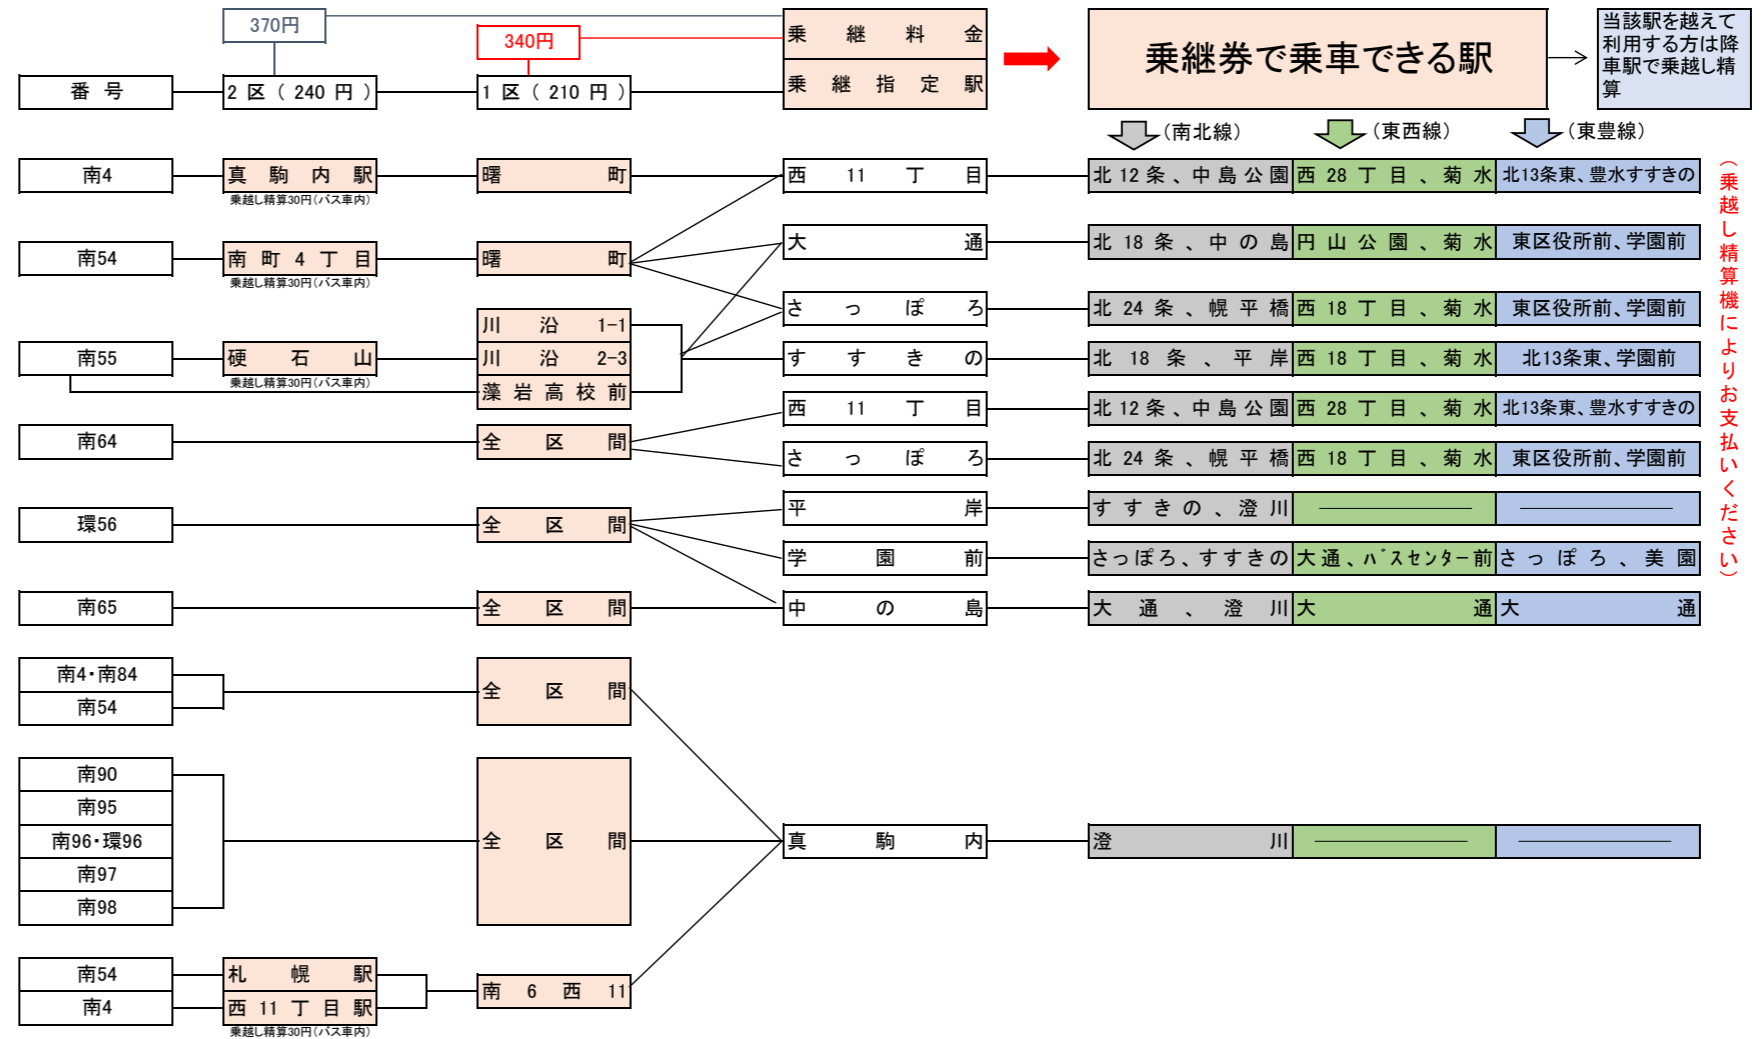 370円
340円
乗継料金
乗継券で乗車できる駅
当該駅を越えて
利用する方は降
車駅で乗越し精
算
番号
2区(240円)
1区(210円)
乗継指定駅
(南北線)
(東西線)
(東豊線)
(乗越し精算機によりお支払いください)
南4
真駒内駅
乗越し精算30円(バス車内)
曙町
西11丁目
北12条、中島公園
西28丁目、菊水
北13条東、豊水すすきの
南54
南町4丁目
乗越し精算30円(バス車内)
曙町
大通
北18条、中の島
円山公園、菊水
東区役所前、学園前
さっぽろ
北24条、幌平橋
西18丁目、菊水
東区役所前、学園前
川沿1-1
南55
硬石山
乗越し精算30円(バス車内)
川沿2-3
すすきの
北18条、平岸
西18丁目、菊水
北13条東、学園前
藻岩高校前
西11丁目
北12条、中島公園
西28丁目、菊水
北13条東、豊水すすきの
南64
全区間
さっぽろ
北24条、幌平橋
西18丁目、菊水
東区役所前、学園前
平岸
すすきの、澄川
環56
全区間
学園前
さっぽろ、すすきの
大通、バスセンター前
さっぽろ、美園
南65
全区間
中の島
大通、澄川
大通
大通
南4・南84
南54
全区間
南90
南95
南96・環96
南97
南98
全区間
真駒内
澄川
南54
札幌駅
南4
西11丁目駅
乗越し精算30円(バス車内)
南6西11